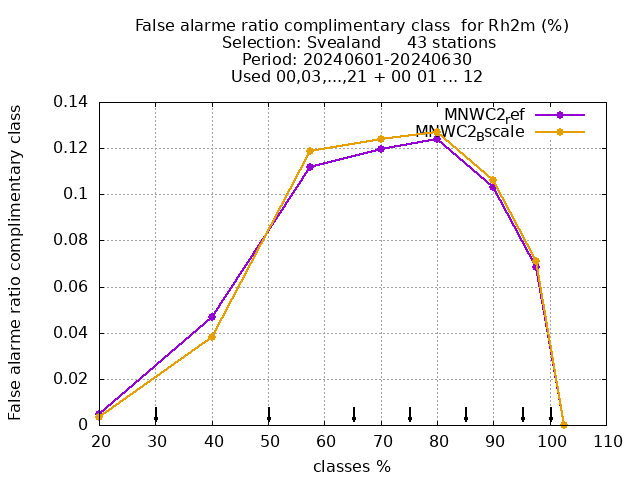 False alarme ratio complimentary class  for Rh2m (%)
Selection: Svealand     43 stations
Period: 20240601-20240630
Used 00,03,...,21 + 00 01 ... 12
False alarme ratio complimentary class
0.14
0.12
0.1
0.08
0.06
0.04
0.02
0
MNWC2ref
MNWC2Bscale
20 30 40 50 60 70 80 90 100 110
classes %